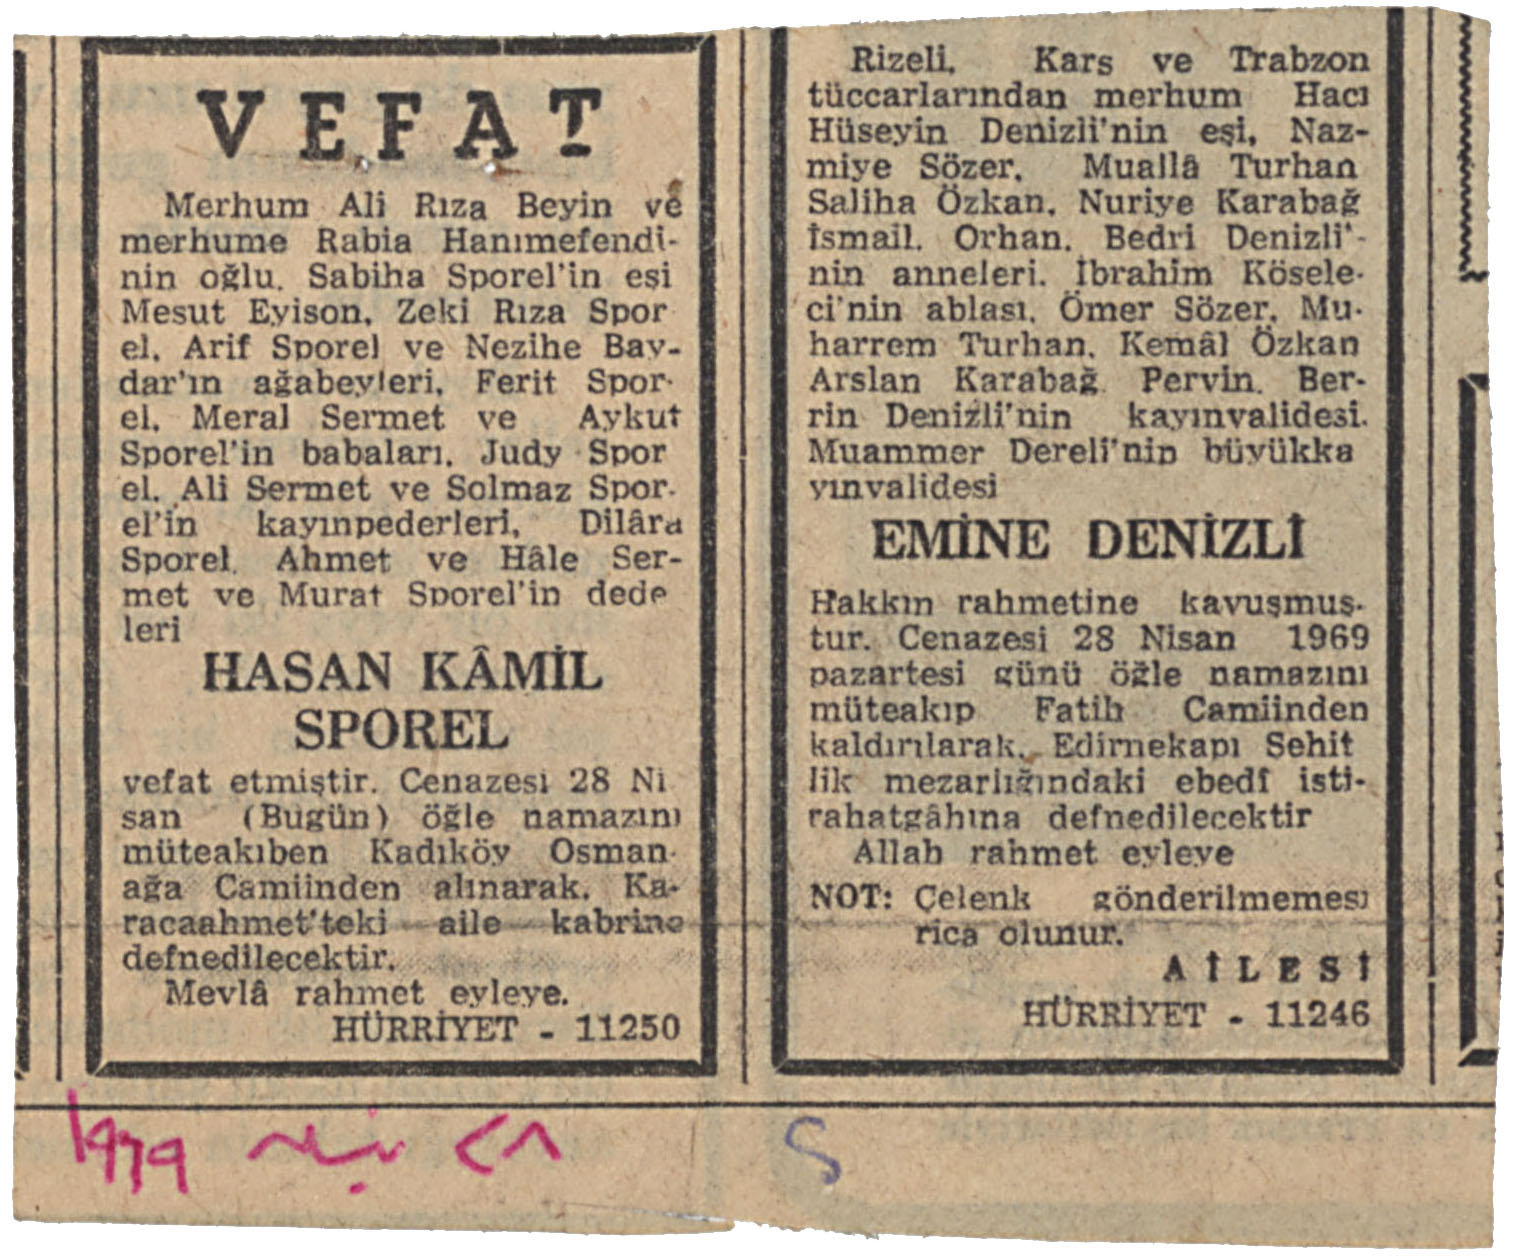 VEFAT
Merhum Ali Rıza Beyin ve
merhume Rabia Hanımefendi-
nin oğlu, Sabiha Sporel'in eşi
Mesut Eyison, Zeki Rıza Spor
el, Arif Sporel ve Nezihe Bay-
dar'ın ağabeyleri, Ferit Spor-
el, Meral Sermet ve Aykut
Sporel'in babaları, Judy Spor
el, Ali Sermet ve Solmaz Spor-
el'in kayınpederleri, Dilâra
Sporel, Ahmet ve Hâle Ser-
met ve Murat Sporel'in dede
leri
HASAN KÂMİL
SPOREL
vefat etmiştir. Cenazesi 28 Ni
san (Bugün) öğle namazını
müteakıben Kadıköy Osman-
ağa Camiinden alınarak, Ka-
racaahmet'teki aile kabrine
defnedilecektir.
Mevlâ rahmet eyleye.
HÜRRİYET - 11250
Rizeli, Kars ve Trabzon
tüccarlarından merhum Hacı
Hüseyin Denizli'nin eşi, Naz-
miye Sözer, Muallâ Turhan
Saliha Özkan, Nuriye Karabağ
İsmail, Orhan, Bedri Denizli'-
nin anneleri, İbrahim Kösele-
ci'nin ablası, Ömer Sözer, Mu-
harrem Turhan, Kemâl Özkan
Arslan Karabağ Pervin, Ber-
rin Denizli'nin kayınvalidesi,
Muammer Dereli'nin büyükka
yınvalidesi
EMİNE DENİZLİ
Hakkın rahmetine kavuşmuş-
tur. Cenazesi 28 Nisan 1969
pazartesi günü öğle namazını
müteakıp Fatih Camiinden
kaldırılarak, Edirnekapı Şehit
lik mezarlığındaki ebedî isti-
rahatgâhına defnedilecektir
Allah rahmet eyleye
NOT: Çelenk gönderilmemesi
rica olunur.
AİLESİ
HÜRRİYET - 11246
٢٨ نيسان ١٩٦٩